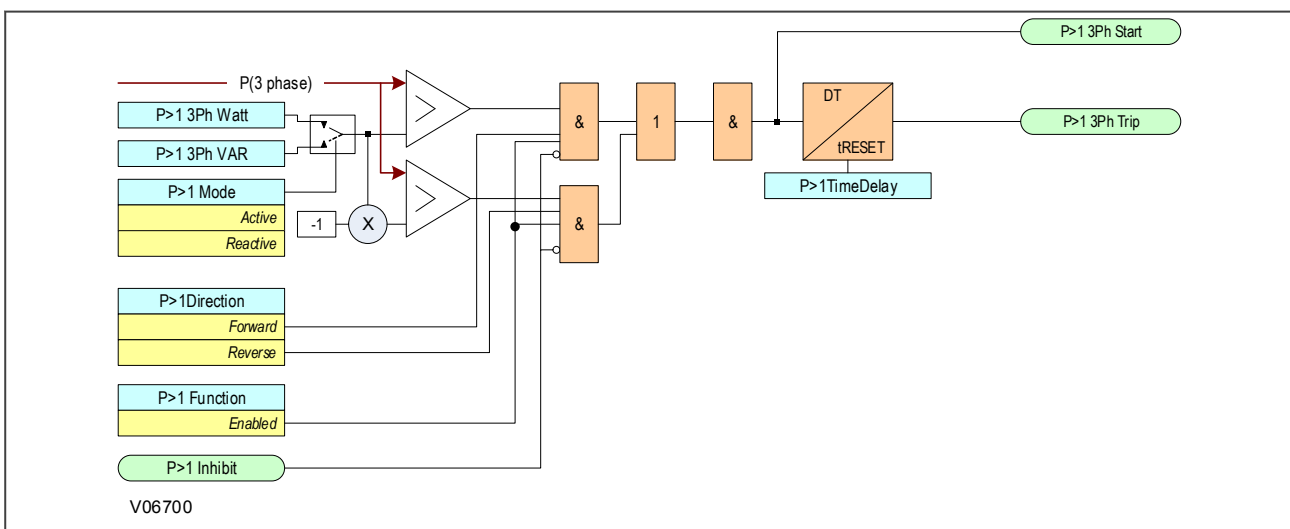 P>1 3Ph Start
P(3 phase)
P>1 3Ph Watt
P>1 3Ph VAR
P>1 Mode
Active
Reactive
-1
X
&
&
1
&
DT
tRESET
P>1TimeDelay
P>1 3Ph Trip
P>1Direction
Forward
Reverse
P>1 Function
Enabled
P>1 Inhibit
V06700